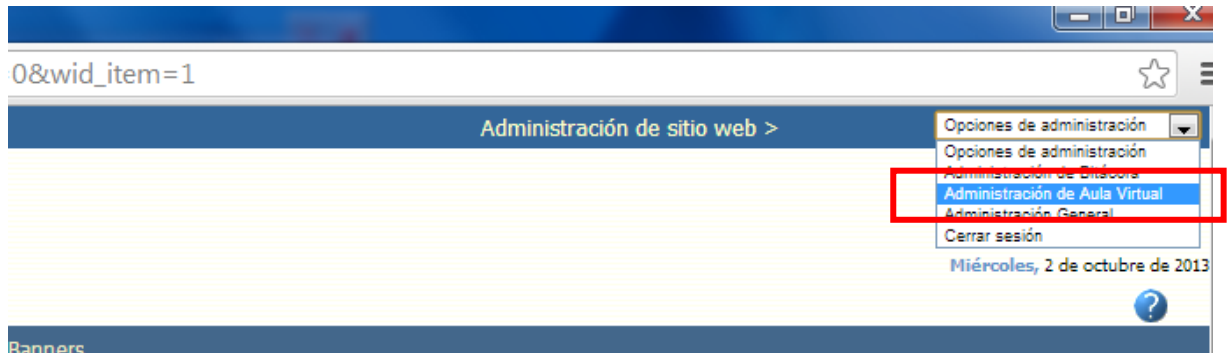 0&wid_item=1
Administración de sitio web >
Opciones de administración
Opciones de administración
Administración de Bitácora
Administración de Aula Virtual
Administración General
Cerrar sesión
Miércoles, 2 de octubre de 2013
?
Banners